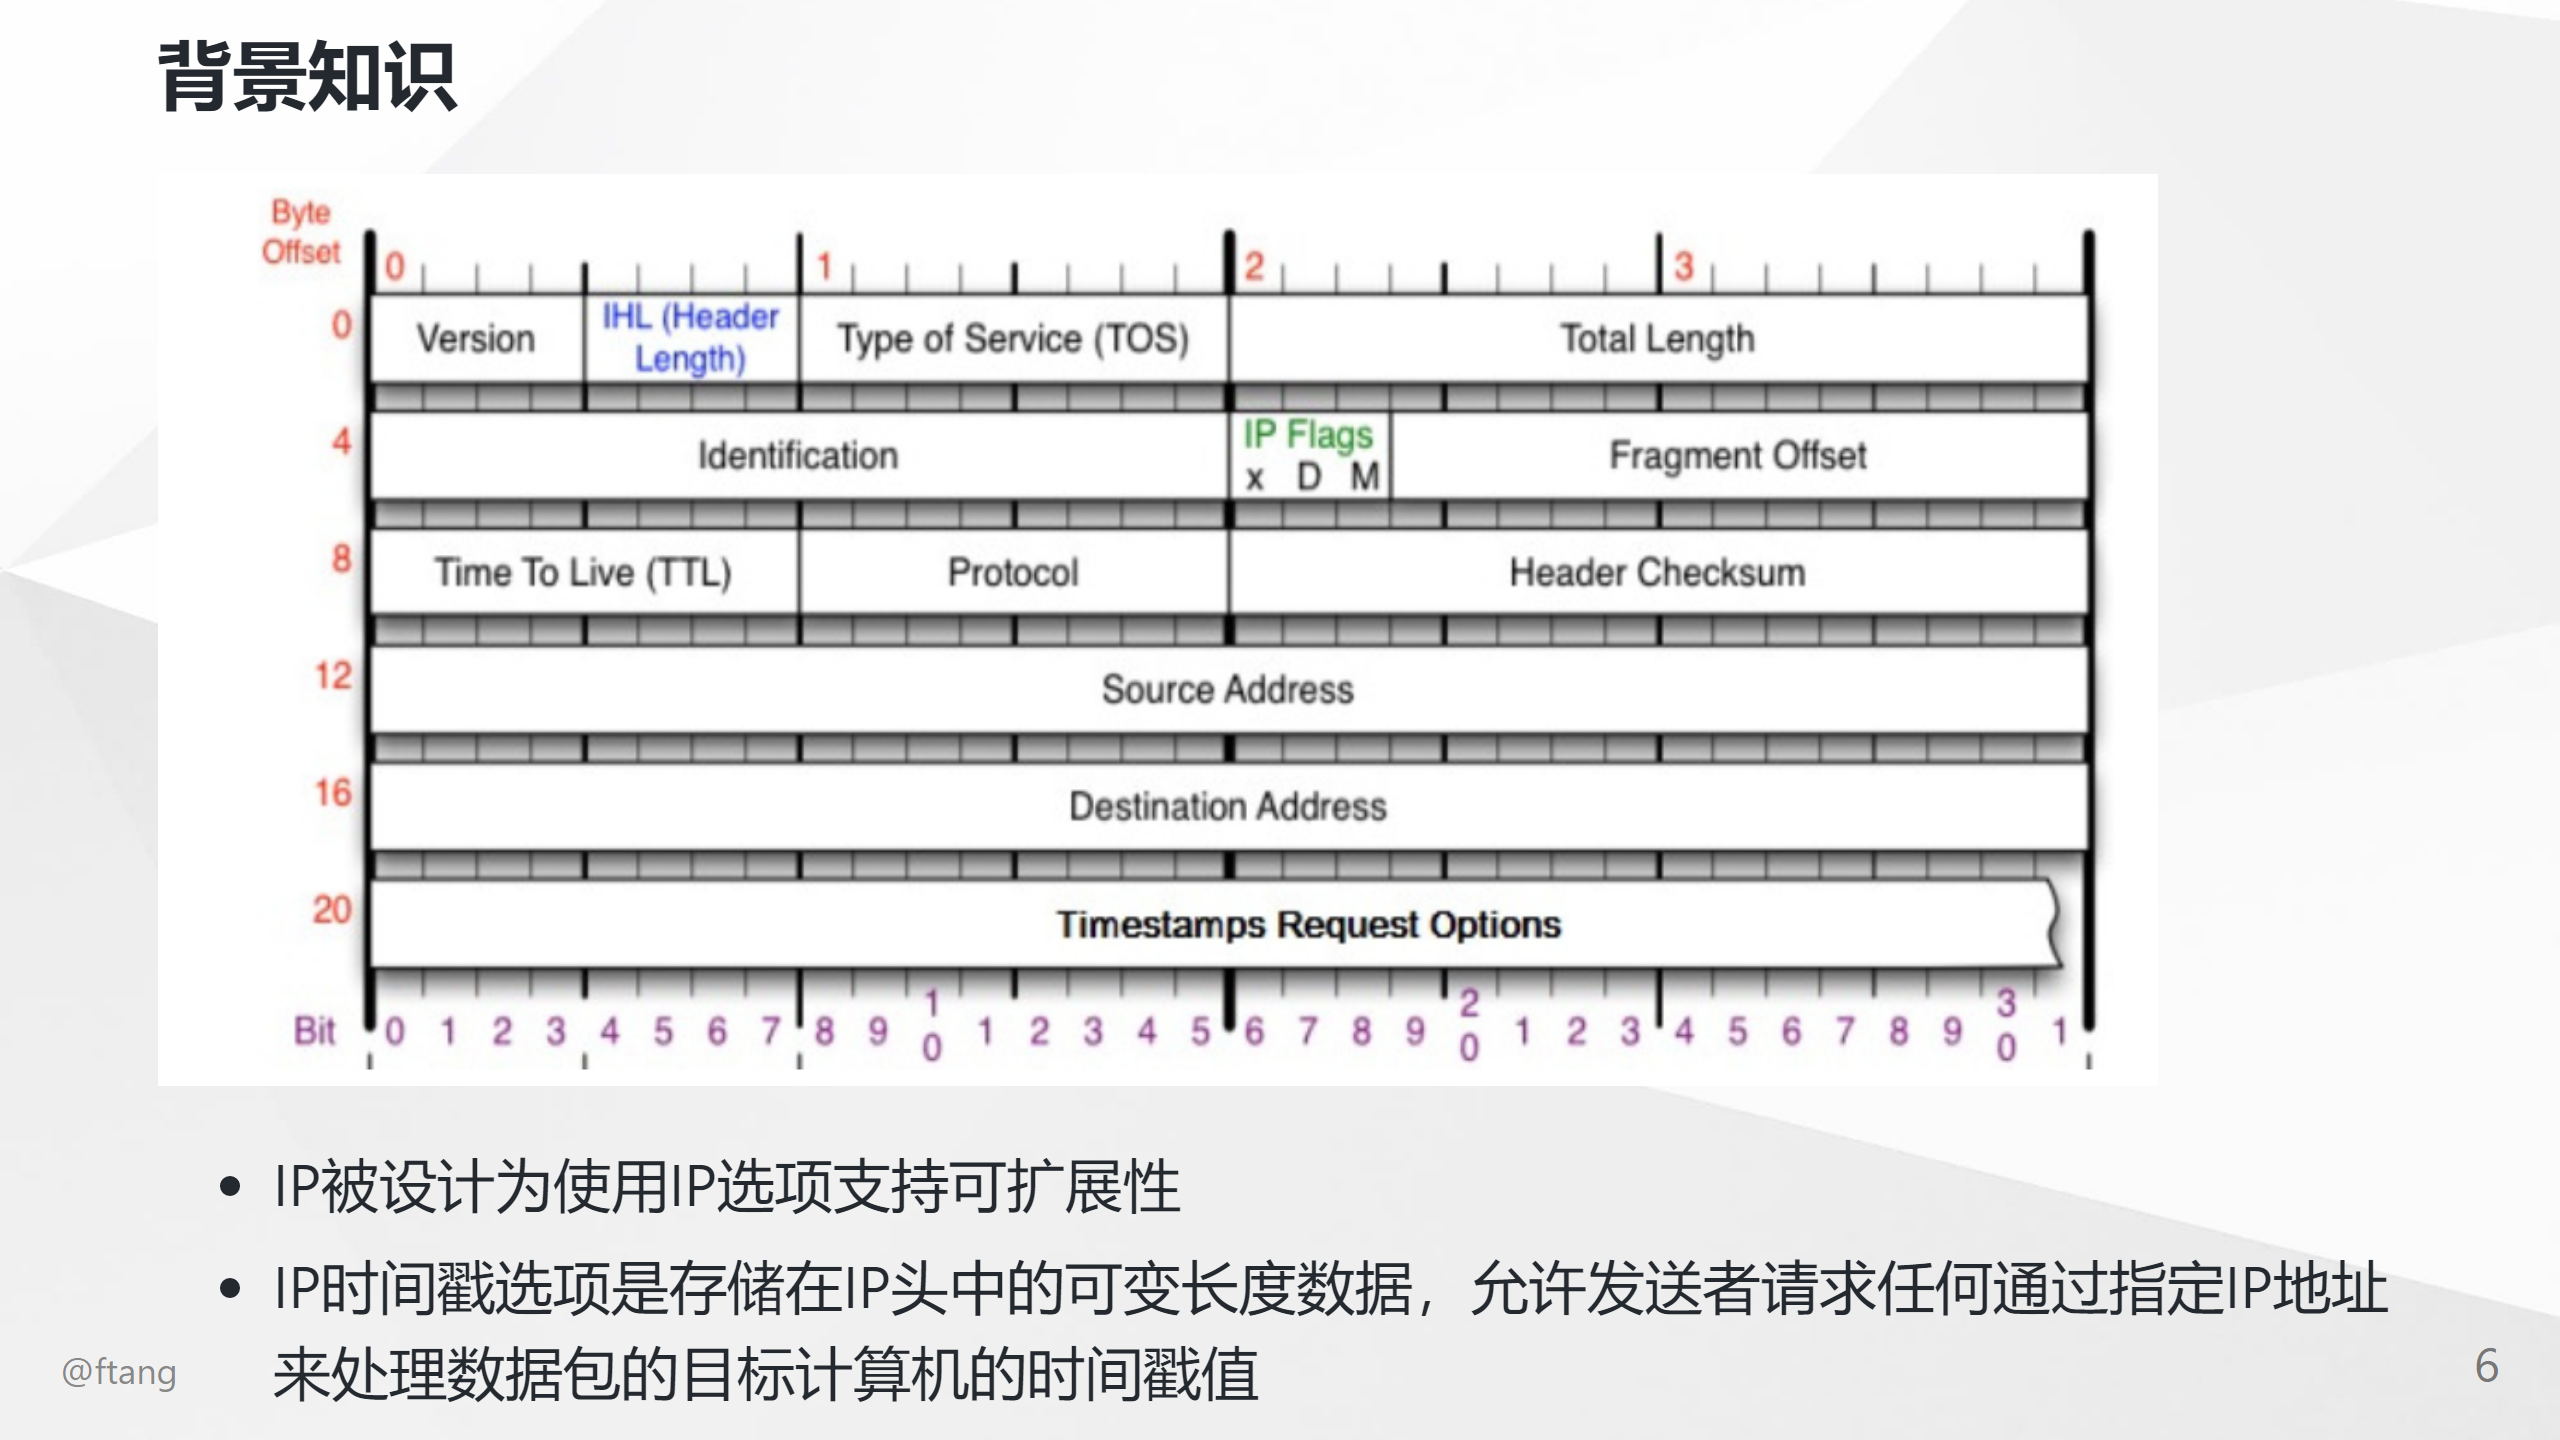 背景知识
Byte
Offset
0 1 2 3
0 Version IHL (Header Length) Type of Service (TOS) Total Length
4 Identification IP Flags x D M Fragment Offset
8 Time To Live (TTL) Protocol Header Checksum
12 Source Address
16 Destination Address
20 Timestamps Request Options
Bit 0 1 2 3 4 5 6 7 8 9 10 1 2 3 4 5 6 7 8 9 20 1 2 3 4 5 6 7 8 9 30 1
• IP被设计为使用IP选项支持可扩展性
• IP时间戳选项是存储在IP头中的可变长度数据，允许发送者请求任何通过指定IP地址
来处理数据包的目标计算机的时间戳值
@ftang
6